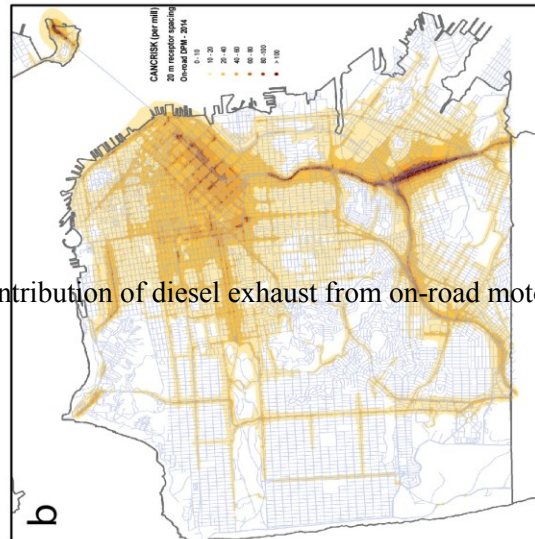 b
CANCRISK (per mill)
20 m receptor spacing
On-road DPM - 2014
0 - 10
10 - 20
20 - 40
40 - 60
60 - 80
80 -100
> 100
ntribution of diesel exhaust from on-road moto